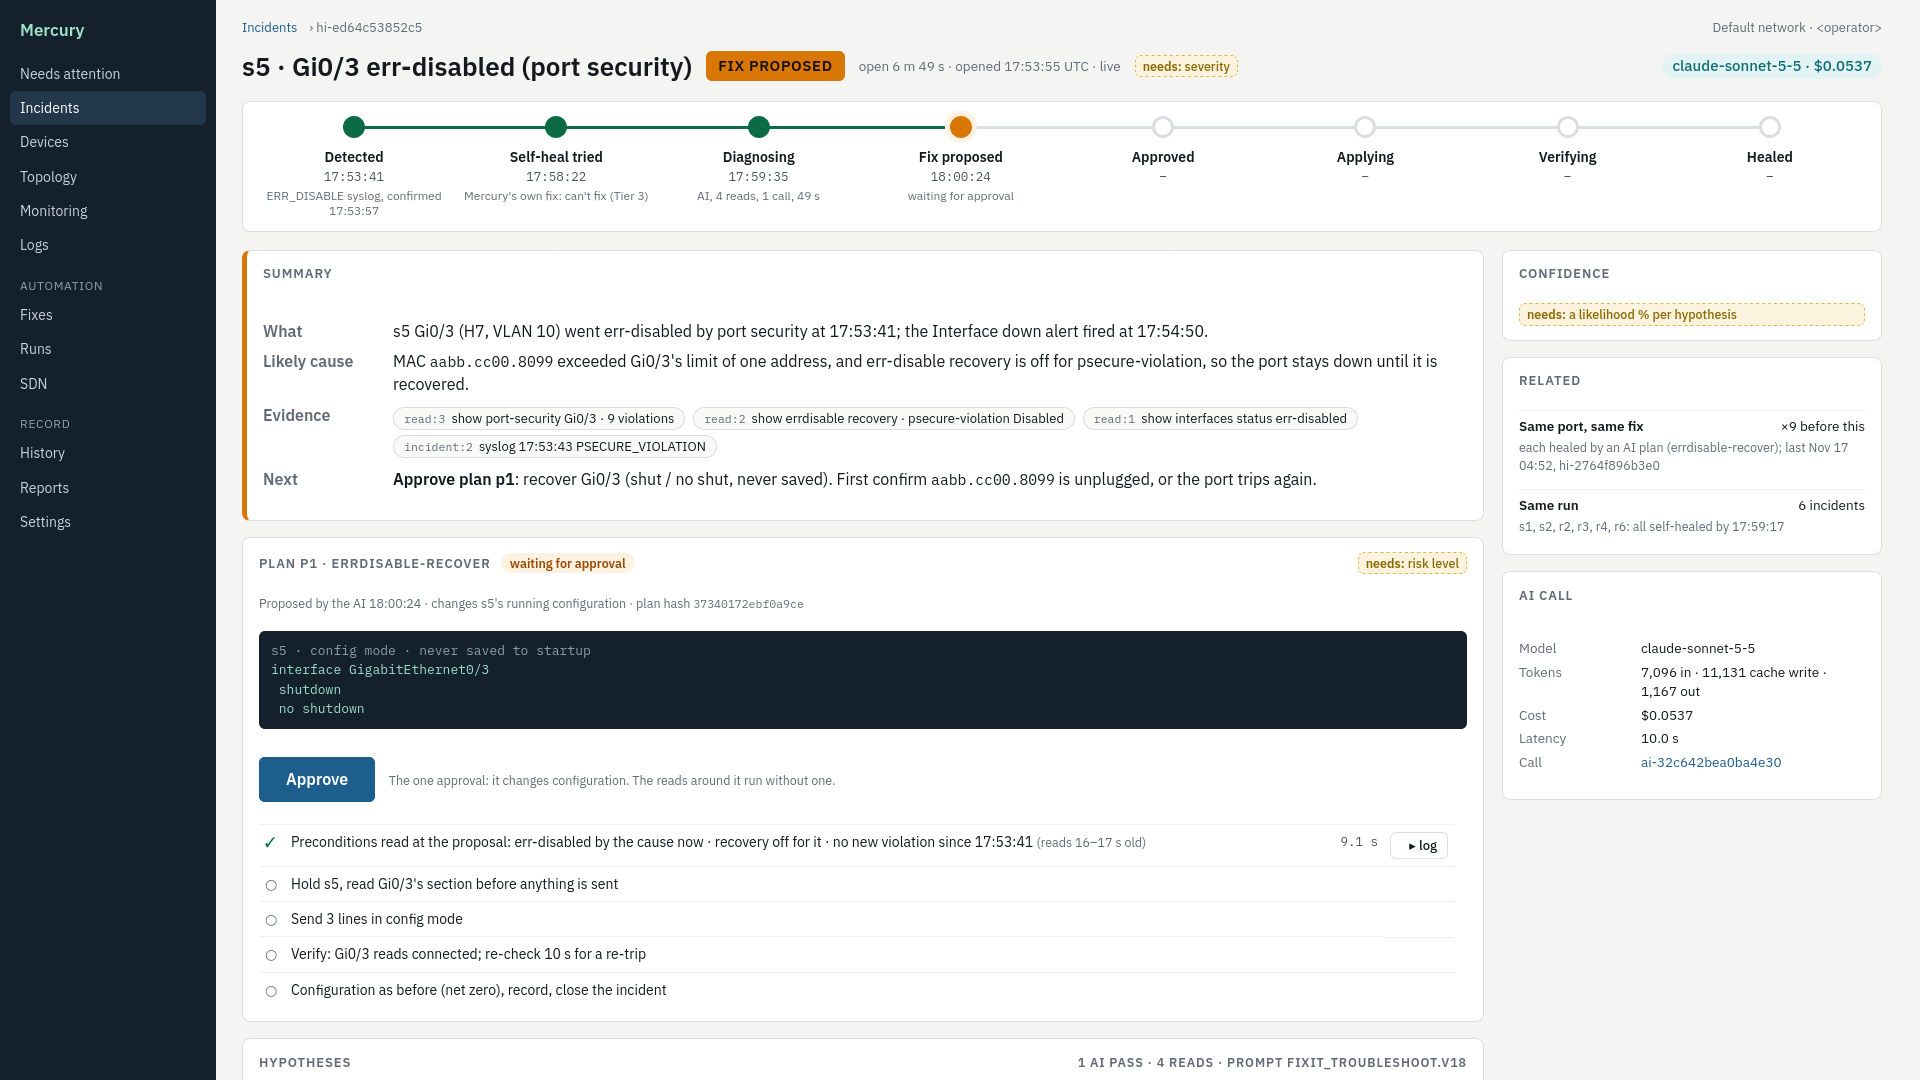 Mercury
Needs attention
Incidents
Devices
Topology
Monitoring
Logs
AUTOMATION
Fixes
Runs
SDN
RECORD
History
Reports
Settings
Incidents › hi-ed64c53852c5
Default network · <operator>
s5 · Gi0/3 err-disabled (port security) FIX PROPOSED open 6 m 49 s · opened 17:53:55 UTC · live needs: severity
claude-sonnet-5-5 · $0.0537
Detected Self-heal tried Diagnosing Fix proposed Approved Applying Verifying Healed
17:53:41 17:58:22 17:59:35 18:00:24 – – – –
ERR_DISABLE syslog, confirmed Mercury's own fix: can't fix (Tier 3) AI, 4 reads, 1 call, 49 s waiting for approval
17:53:57
SUMMARY
What s5 Gi0/3 (H7, VLAN 10) went err-disabled by port security at 17:53:41; the Interface down alert fired at 17:54:50.
Likely cause MAC aabb.cc00.8099 exceeded Gi0/3's limit of one address, and err-disable recovery is off for psecure-violation, so the port stays down until it is
recovered.
Evidence read:3 show port-security Gi0/3 · 9 violations read:2 show errdisable recovery · psecure-violation Disabled read:1 show interfaces status err-disabled
incident:2 syslog 17:53:43 PSECURE_VIOLATION
Next Approve plan p1: recover Gi0/3 (shut / no shut, never saved). First confirm aabb.cc00.8099 is unplugged, or the port trips again.
PLAN P1 · ERRDISABLE-RECOVER waiting for approval needs: risk level
Proposed by the AI 18:00:24 · changes s5's running configuration · plan hash 37340172ebf0a9ce
s5 · config mode · never saved to startup
interface GigabitEthernet0/3
shutdown
no shutdown
Approve The one approval: it changes configuration. The reads around it run without one.
✓ Preconditions read at the proposal: err-disabled by the cause now · recovery off for it · no new violation since 17:53:41 (reads 16–17 s old) 9.1 s ▸ log
○ Hold s5, read Gi0/3's section before anything is sent
○ Send 3 lines in config mode
○ Verify: Gi0/3 reads connected; re-check 10 s for a re-trip
○ Configuration as before (net zero), record, close the incident
HYPOTHESES 1 AI PASS · 4 READS · PROMPT FIXIT_TROUBLESHOOT.V18
CONFIDENCE
needs: a likelihood % per hypothesis
RELATED
Same port, same fix ×9 before this
each healed by an AI plan (errdisable-recover); last Nov 17
04:52, hi-2764f896b3e0
Same run 6 incidents
s1, s2, r2, r3, r4, r6: all self-healed by 17:59:17
AI CALL
Model claude-sonnet-5-5
Tokens 7,096 in · 11,131 cache write ·
1,167 out
Cost $0.0537
Latency 10.0 s
Call ai-32c642bea0ba4e30